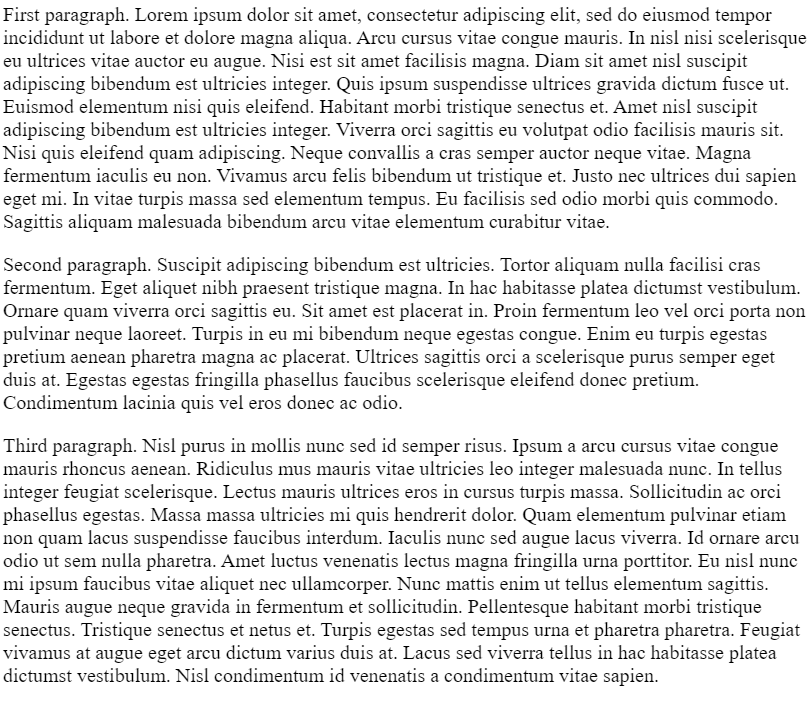 First paragraph. Lorem ipsum dolor sit amet, consectetur adipiscing elit, sed do eiusmod tempor
incididunt ut labore et dolore magna aliqua. Arcu cursus vitae congue mauris. In nisl nisi scelerisque
eu ultrices vitae auctor eu augue. Nisi est sit amet facilisis magna. Diam sit amet nisl suscipit
adipiscing bibendum est ultricies integer. Quis ipsum suspendisse ultrices gravida dictum fusce ut.
Euismod elementum nisi quis eleifend. Habitant morbi tristique senectus et. Amet nisl suscipit
adipiscing bibendum est ultricies integer. Viverra orci sagittis eu volutpat odio facilisis mauris sit.
Nisi quis eleifend quam adipiscing. Neque convallis a cras semper auctor neque vitae. Magna
fermentum iaculis eu non. Vivamus arcu felis bibendum ut tristique et. Justo nec ultrices dui sapien
eget mi. In vitae turpis massa sed elementum tempus. Eu facilisis sed odio morbi quis commodo.
Sagittis aliquam malesuada bibendum arcu vitae elementum curabitur vitae.
Second paragraph. Suscipit adipiscing bibendum est ultricies. Tortor aliquam nulla facilisi cras
fermentum. Eget aliquet nibh praesent tristique magna. In hac habitasse platea dictumst vestibulum.
Ornare quam viverra orci sagittis eu. Sit amet est placerat in. Proin fermentum leo vel orci porta non
pulvinar neque laoreet. Turpis in eu mi bibendum neque egestas congue. Enim eu turpis egestas
pretium aenean pharetra magna ac placerat. Ultrices sagittis orci a scelerisque purus semper eget
duis at. Egestas egestas fringilla phasellus faucibus scelerisque eleifend donec pretium.
Condimentum lacinia quis vel eros donec ac odio.
Third paragraph. Nisl purus in mollis nunc sed id semper risus. Ipsum a arcu cursus vitae congue
mauris rhoncus aenean. Ridiculus mus mauris vitae ultricies leo integer malesuada nunc. In tellus
integer feugiat scelerisque. Lectus mauris ultrices eros in cursus turpis massa. Sollicitudin ac orci
phasellus egestas. Massa massa ultricies mi quis hendrerit dolor. Quam elementum pulvinar etiam
non quam lacus suspendisse faucibus interdum. Iaculis nunc sed augue lacus viverra. Id ornare arcu
odio ut sem nulla pharetra. Amet luctus venenatis lectus magna fringilla urna porttitor. Eu nisl nunc
mi ipsum faucibus vitae aliquet nec ullamcorper. Nunc mattis enim ut tellus elementum sagittis.
Mauris augue neque gravida in fermentum et sollicitudin. Pellentesque habitant morbi tristique
senectus. Tristique senectus et netus et. Turpis egestas sed tempus urna et pharetra pharetra. Feugiat
vivamus at augue eget arcu dictum varius duis at. Lacus sed viverra tellus in hac habitasse platea
dictumst vestibulum. Nisl condimentum id venenatis a condimentum vitae sapien.